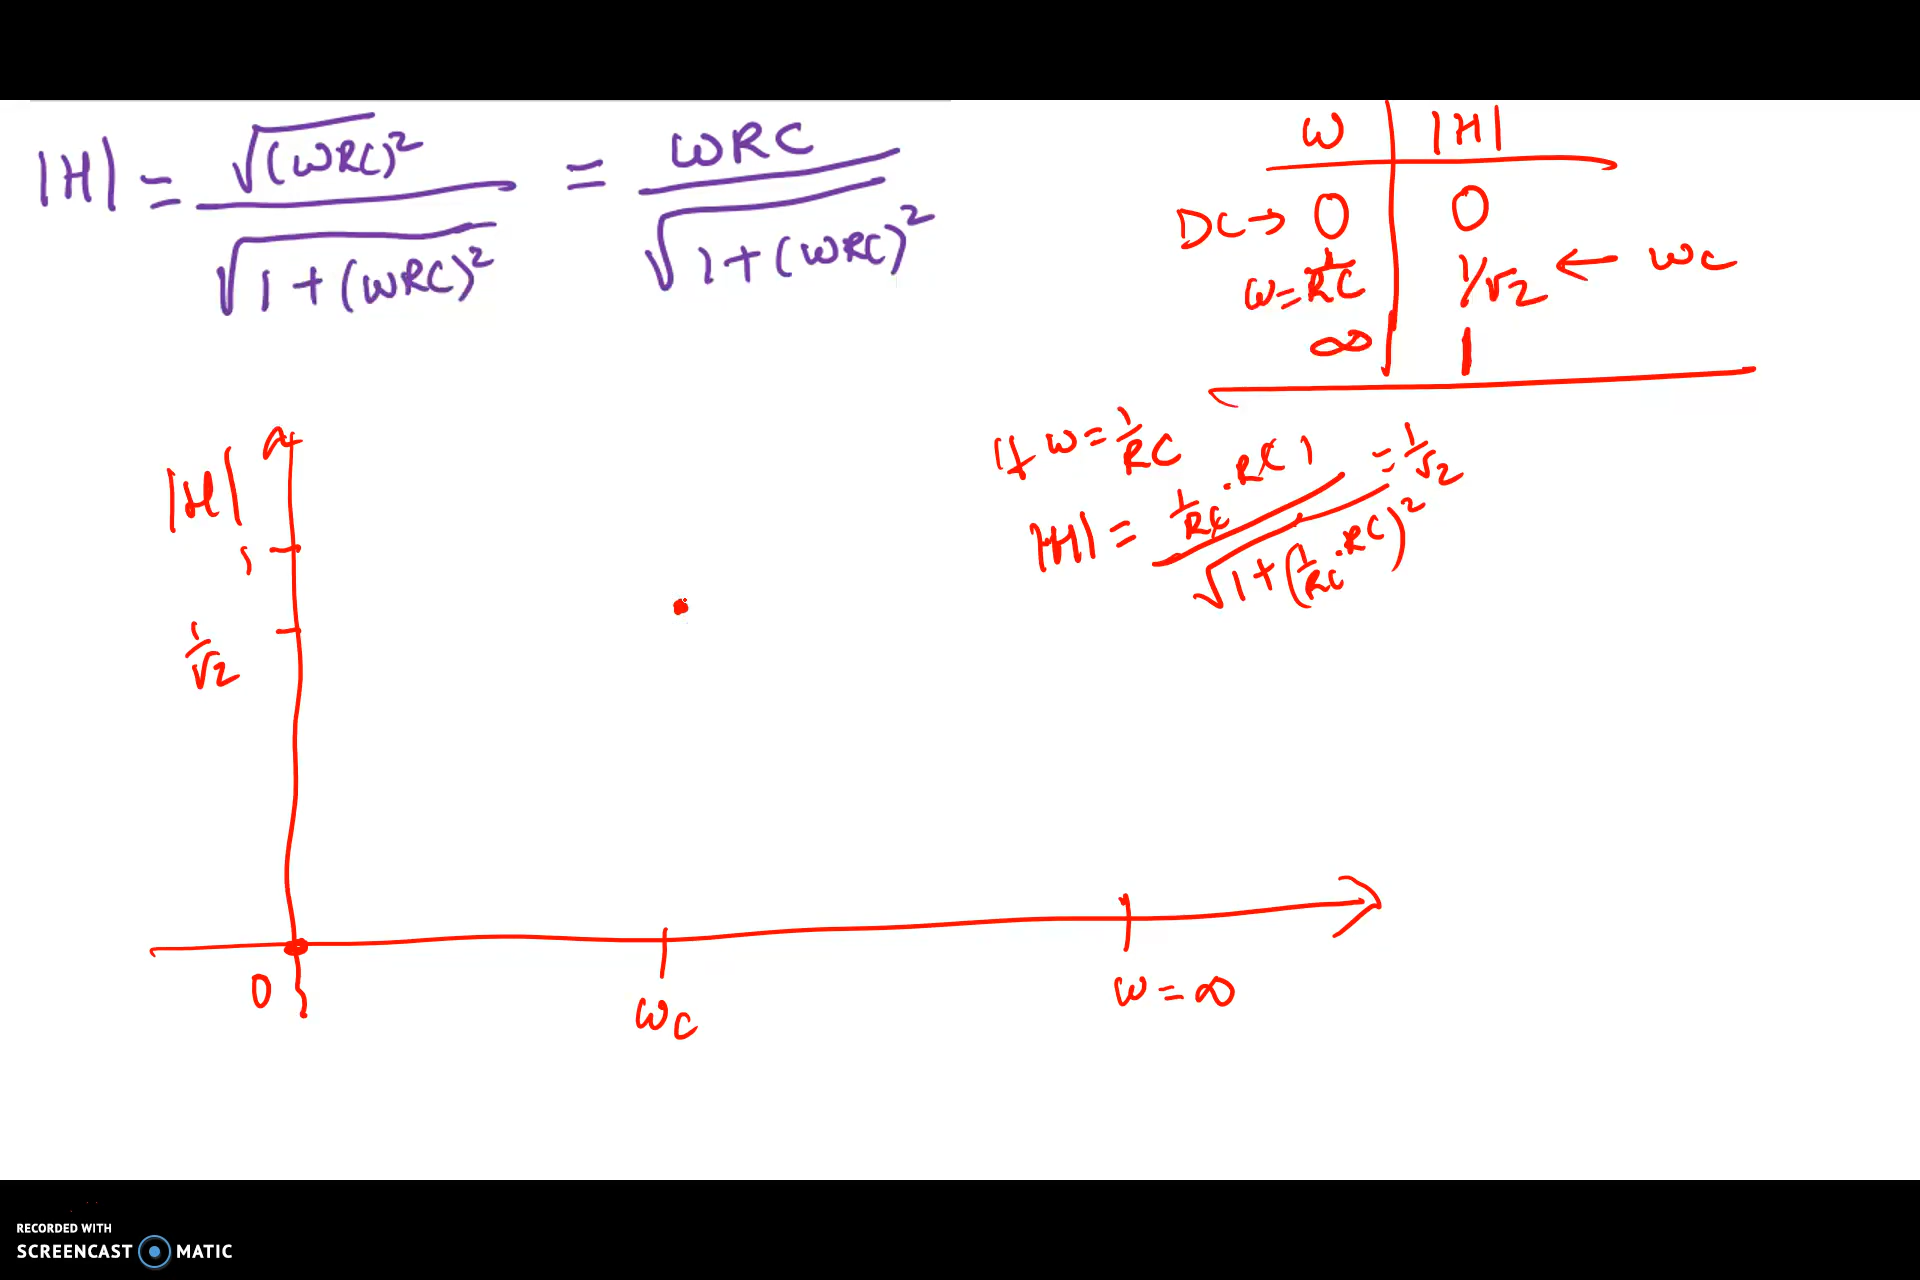 |H| = √(ωRC)² / √1+(ωRC)² = ωRC / √1+(ωRC)²
ω | |H|
DC → 0 | 0
ω = 1/RC | 1/√2 ← ωc
∞ | 1
If ω = 1/RC
|H| = 1/RC · RC / √1+(1/RC · RC)² = 1/√2
|H|
1
1/√2
0
ωc
ω = ∞
RECORDED WITH
SCREENCAST MATIC